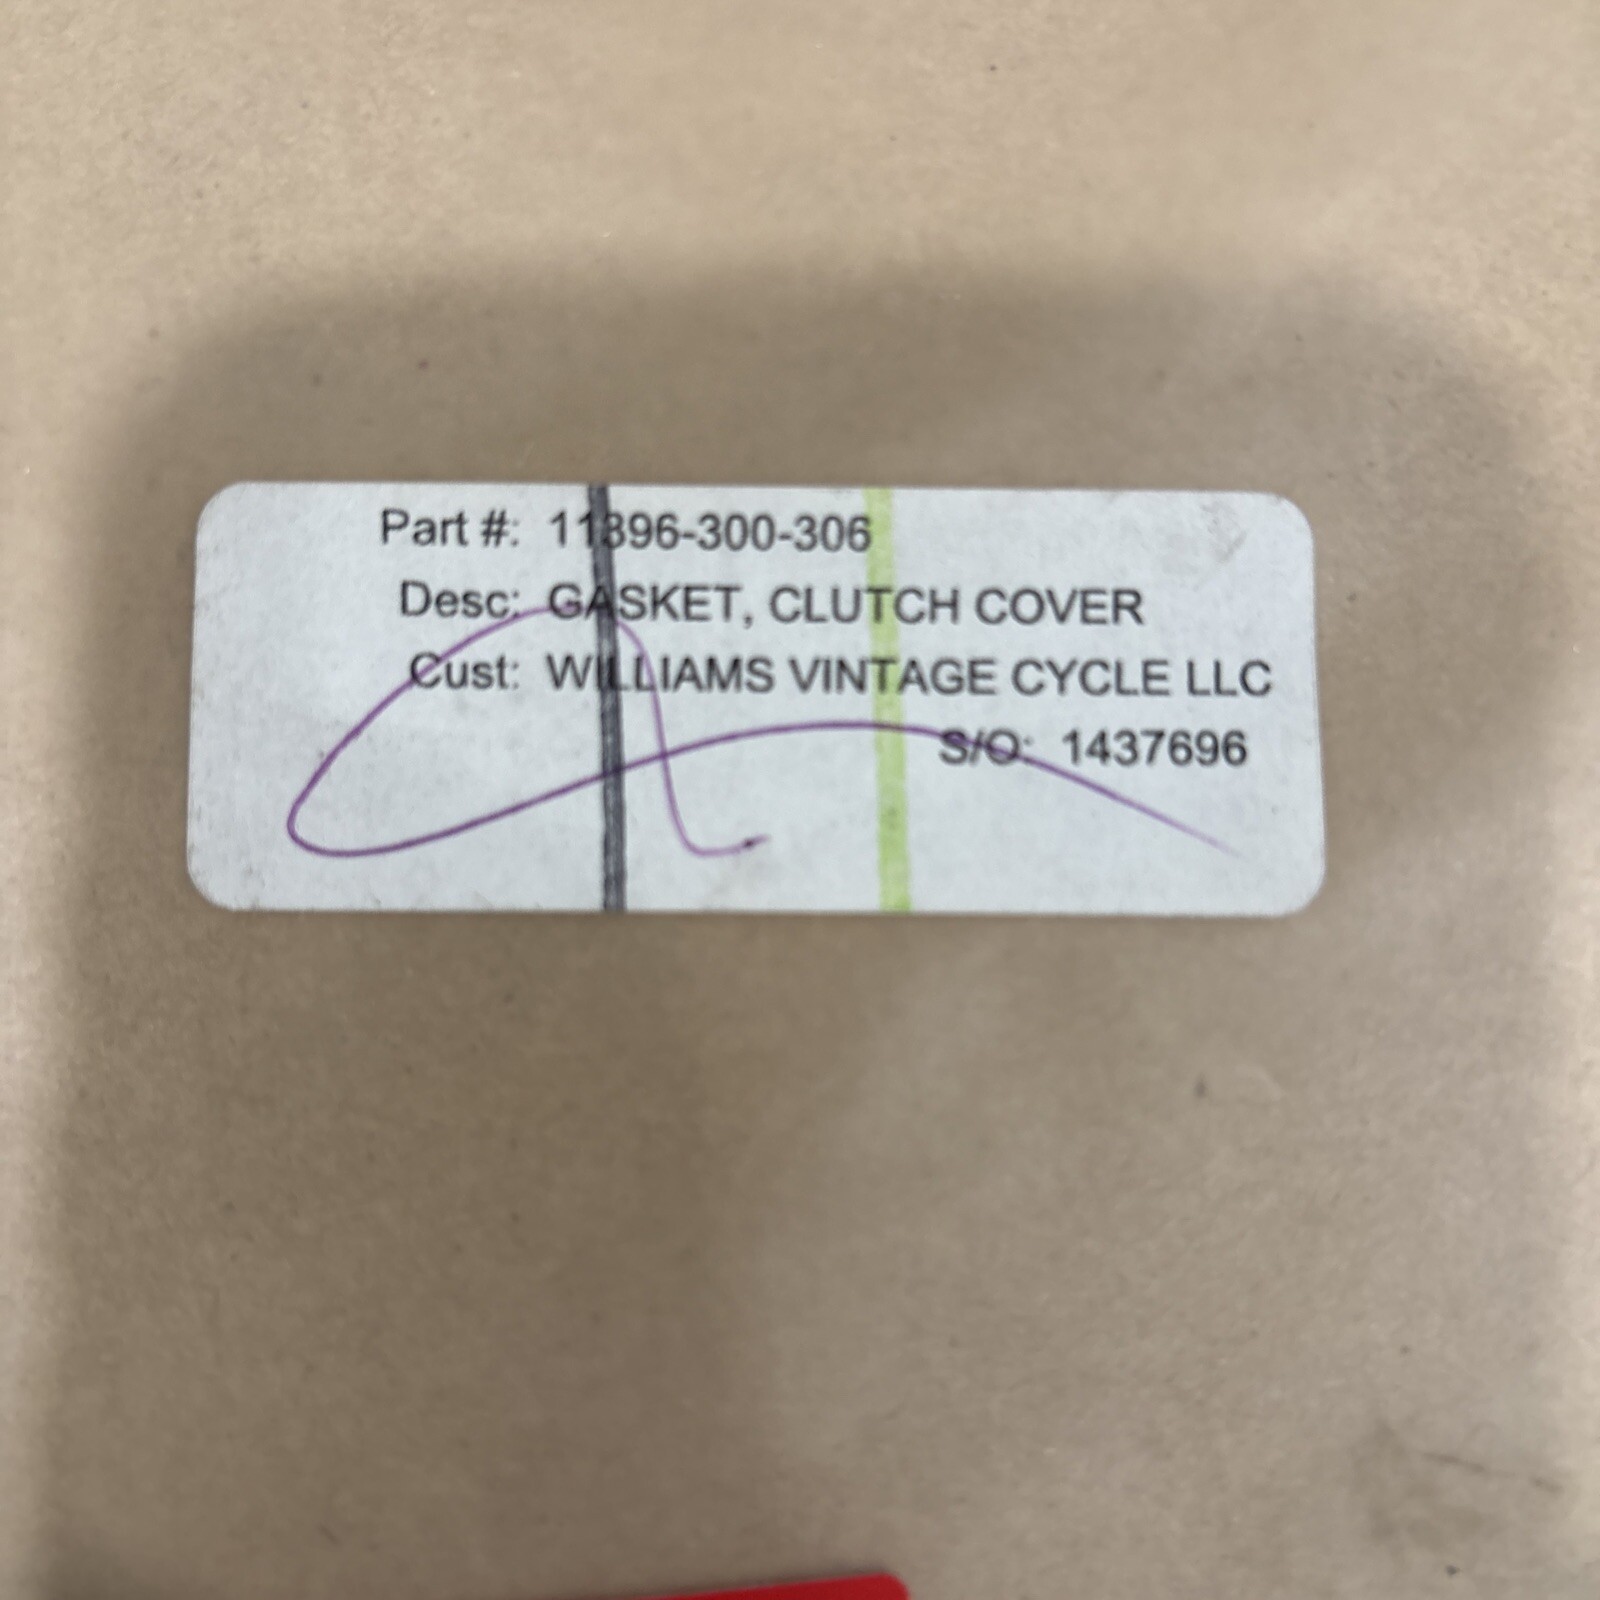 Part #: 11396-300-306
Desc: GASKET, CLUTCH COVER
Cust: WILLIAMS VINTAGE CYCLE LLC
S/O: 1437696